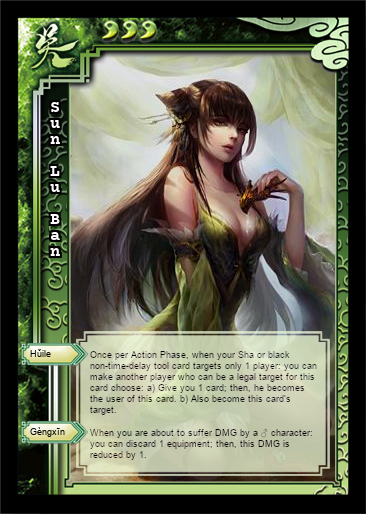 吴
Sun Lu Ban
Hǔile
Once per Action Phase, when your Sha or black
non-time-delay tool card targets only 1 player: you can
make another player who can be a legal target for this
card choose: a) Give you 1 card; then, he becomes
the user of this card. b) Also become this card's
target.
Gèngxīn
When you are about to suffer DMG by a ♂ character:
you can discard 1 equipment; then, this DMG is
reduced by 1.